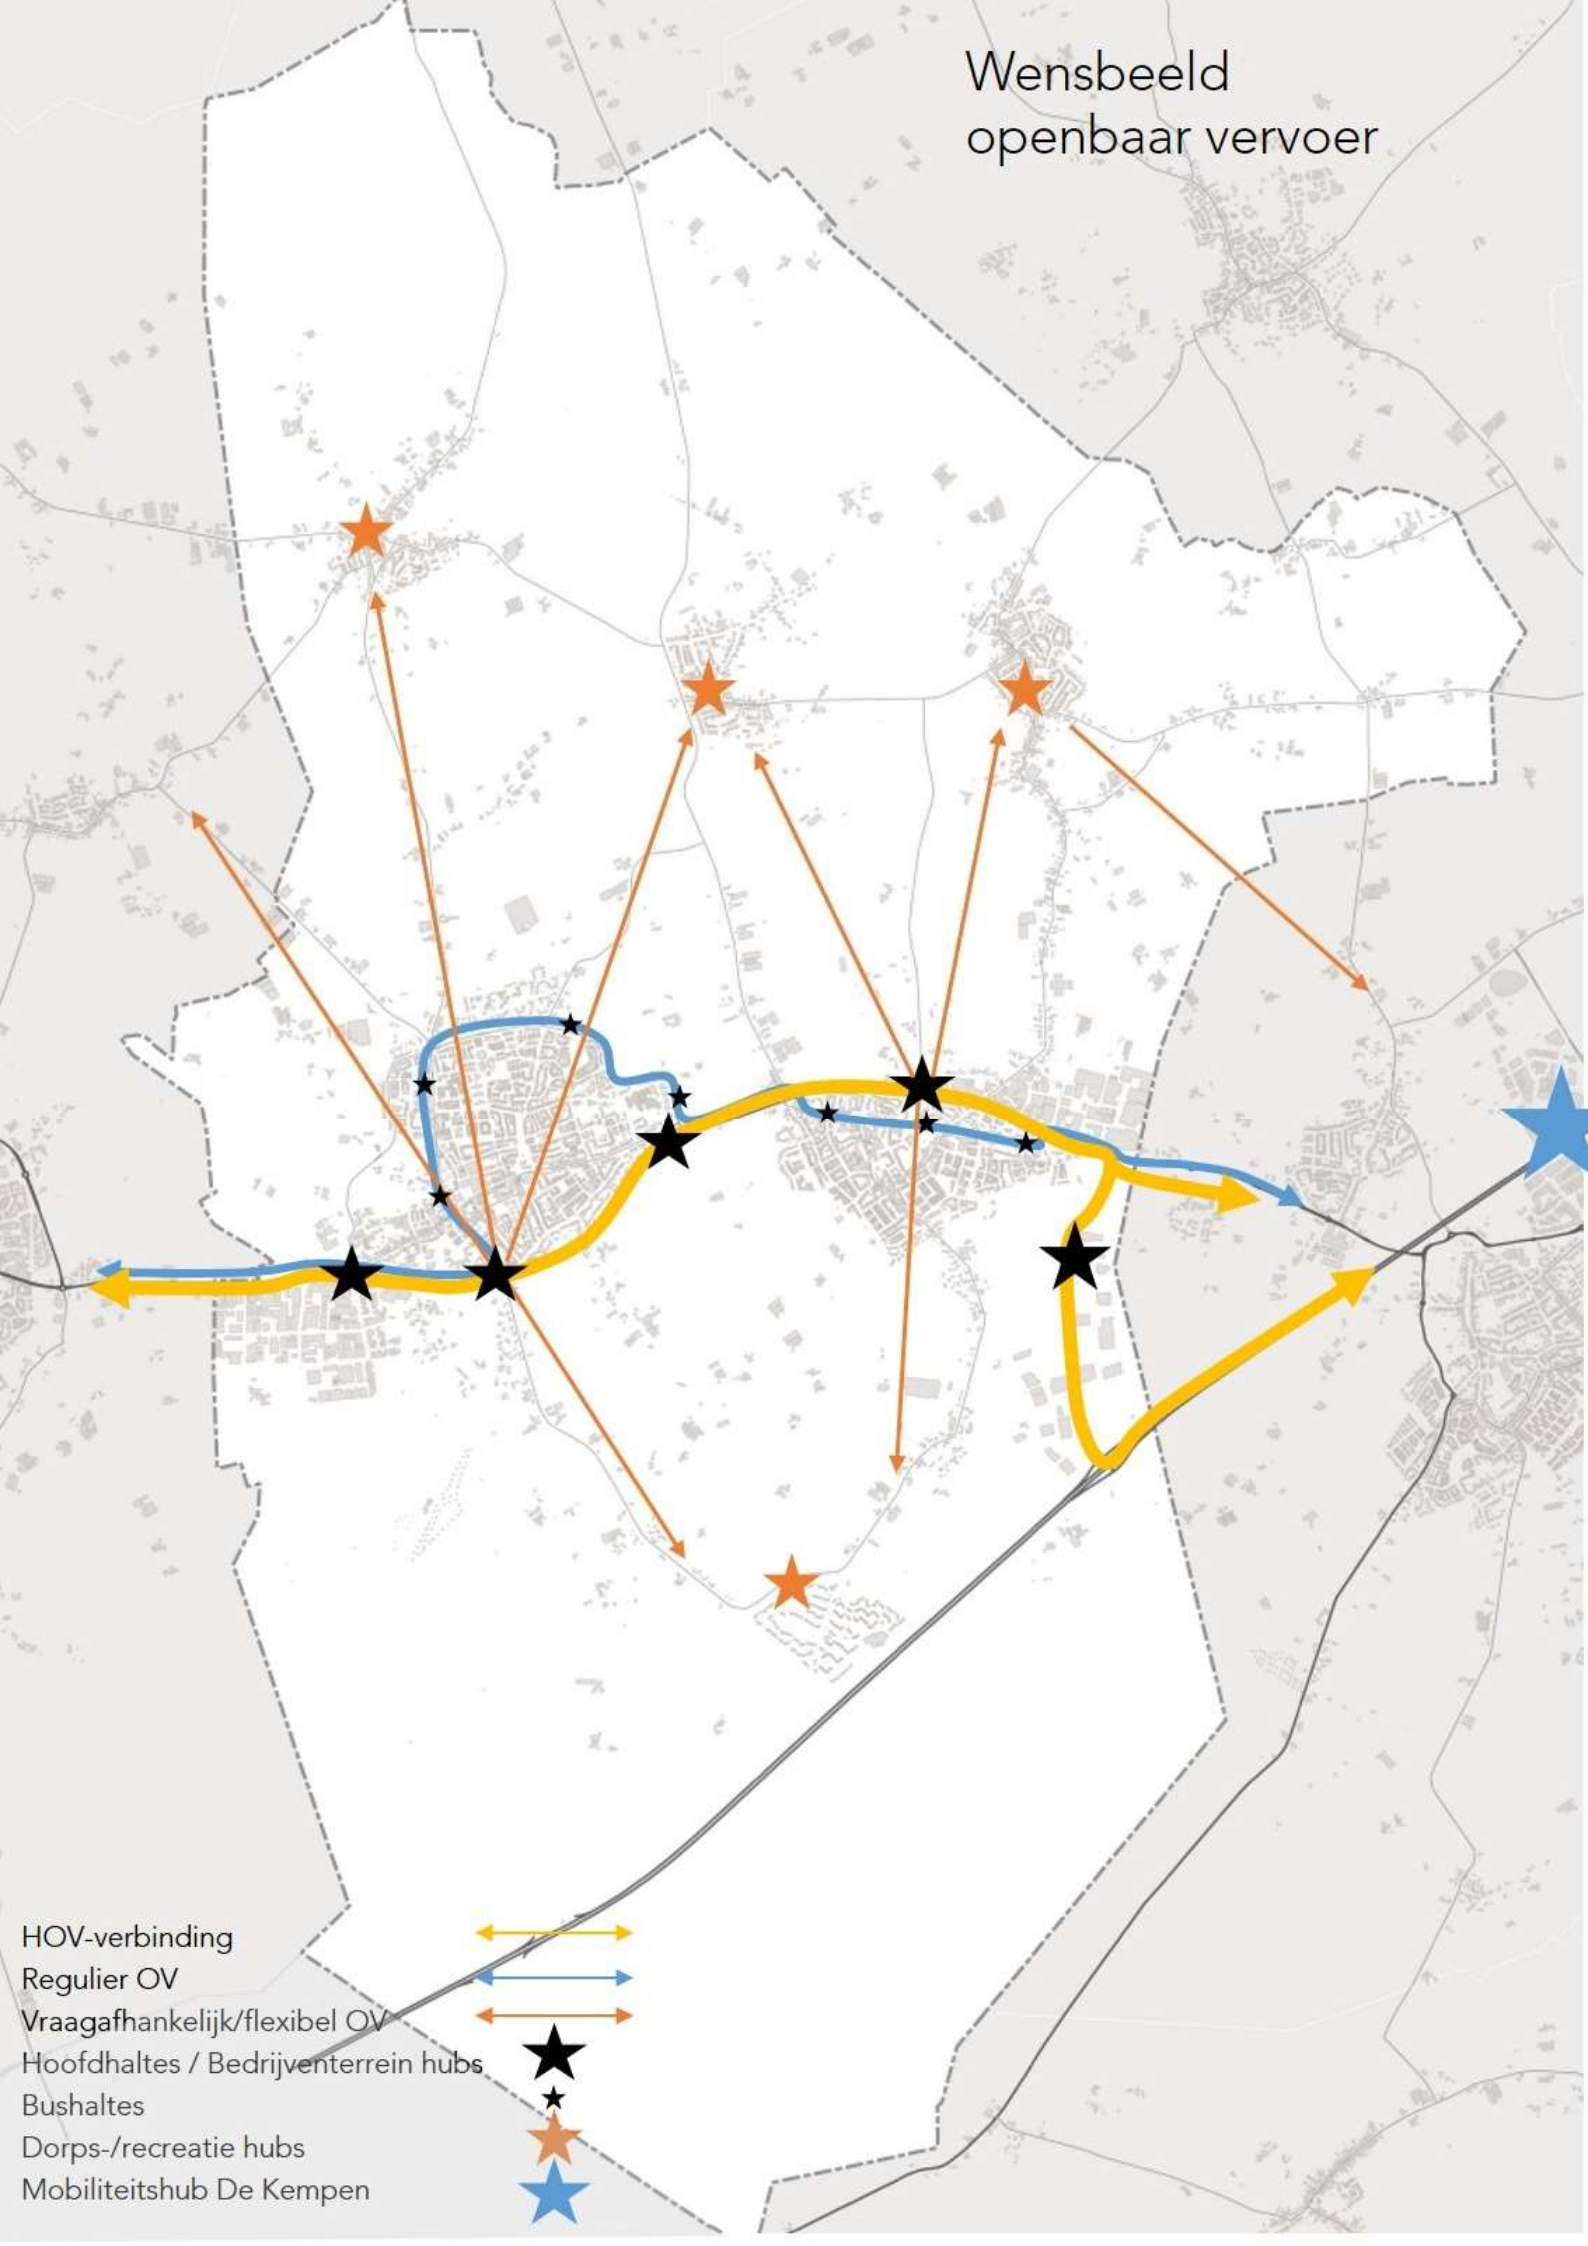 Wensbeeld
openbaar vervoer
HOV-verbinding
Regulier OV
Vraagafhankelijk/flexibel OV
Hoofdhaltes / Bedrijventerrein hubs
Bushaltes
Dorps-/recreatie hubs
Mobiliteitshub De Kempen